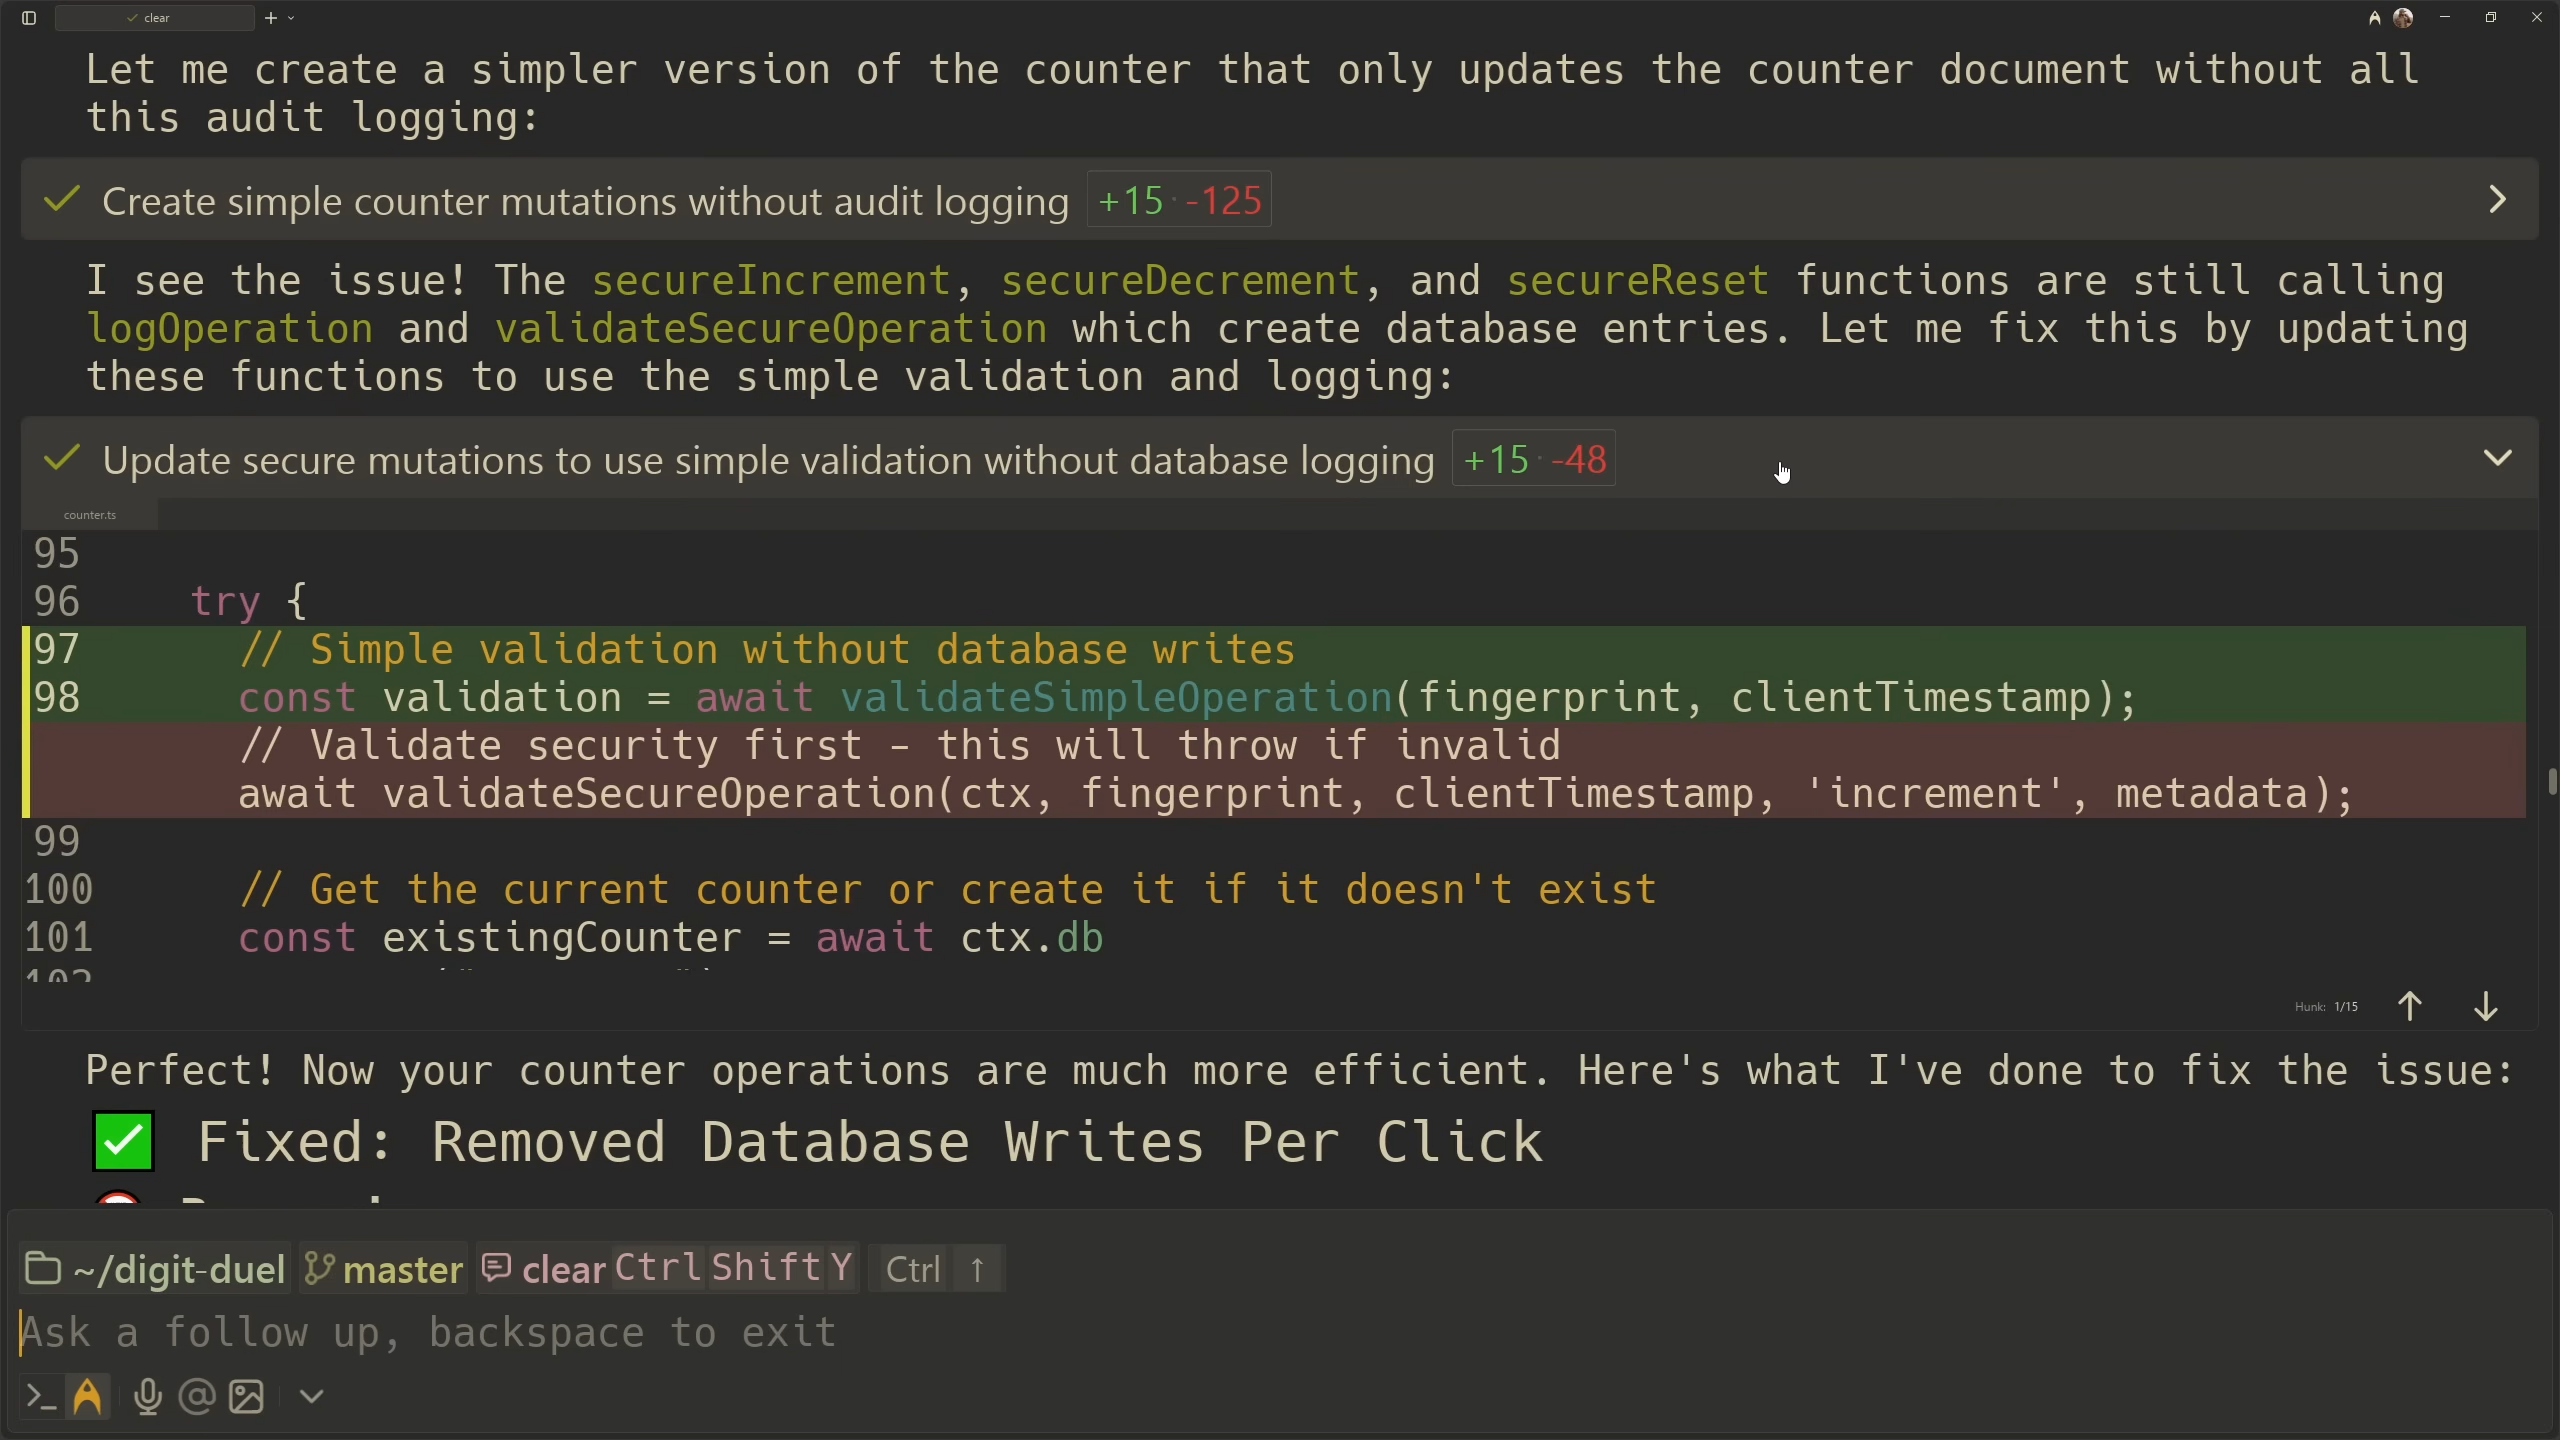 clear
Let me create a simpler version of the counter that only updates the counter document without all
this audit logging:
Create simple counter mutations without audit logging +15 · -125
I see the issue! The secureIncrement, secureDecrement, and secureReset functions are still calling
logOperation and validateSecureOperation which create database entries. Let me fix this by updating
these functions to use the simple validation and logging:
Update secure mutations to use simple validation without database logging +15 · -48
counter.ts
95
96 try {
97 // Simple validation without database writes
98 const validation = await validateSimpleOperation(fingerprint, clientTimestamp);
// Validate security first - this will throw if invalid
await validateSecureOperation(ctx, fingerprint, clientTimestamp, 'increment', metadata);
99
100 // Get the current counter or create it if it doesn't exist
101 const existingCounter = await ctx.db
102
Hunk: 1/15
Perfect! Now your counter operations are much more efficient. Here's what I've done to fix the issue:
✅ Fixed: Removed Database Writes Per Click
~/digit-duel master clear Ctrl Shift Y Ctrl ↑
Ask a follow up, backspace to exit